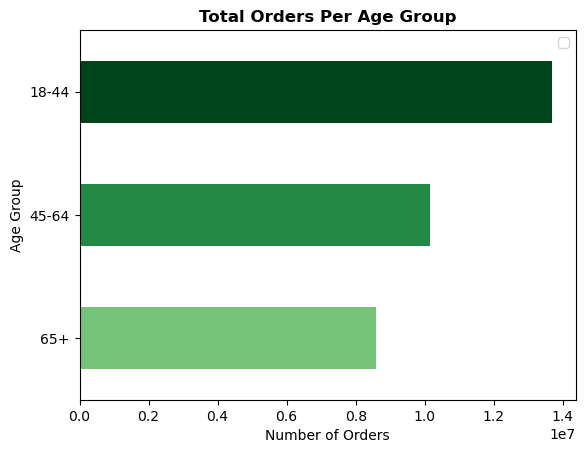 Total Orders Per Age Group
18-44
45-64
65+
Age Group
0.0 0.2 0.4 0.6 0.8 1.0 1.2 1.4
1e7
Number of Orders